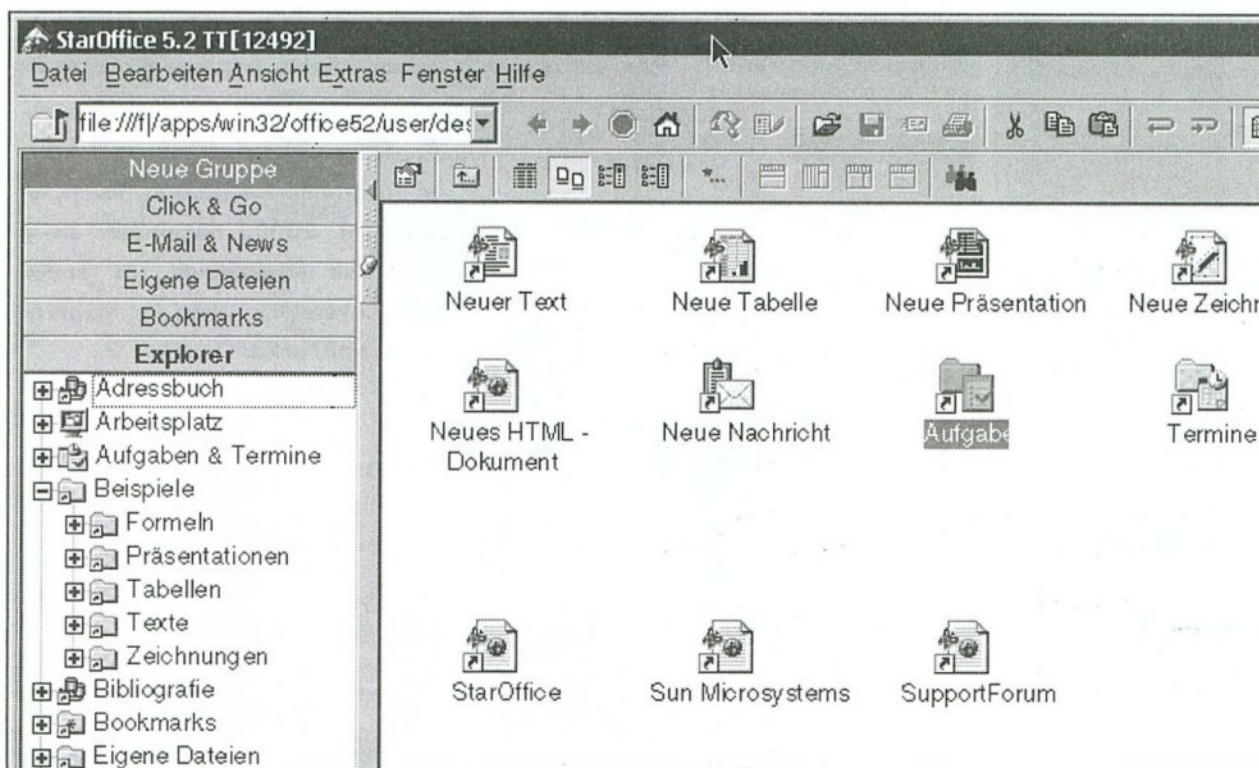 StarOffice 5.2 TT[12492]
Datei Bearbeiten Ansicht Extras Fenster Hilfe
file:///f|/apps/win32/office52/user/des
Neue Gruppe
Click & Go
E-Mail & News
Eigene Dateien
Bookmarks
Explorer
Adressbuch
Arbeitsplatz
Aufgaben & Termine
Beispiele
Formeln
Präsentationen
Tabellen
Texte
Zeichnungen
Bibliografie
Bookmarks
Eigene Dateien
Neuer Text
Neue Tabelle
Neue Präsentation
Neue Zeichn
Neues HTML -
Dokument
Neue Nachricht
Aufgabe
Termine
StarOffice
Sun Microsystems
SupportForum